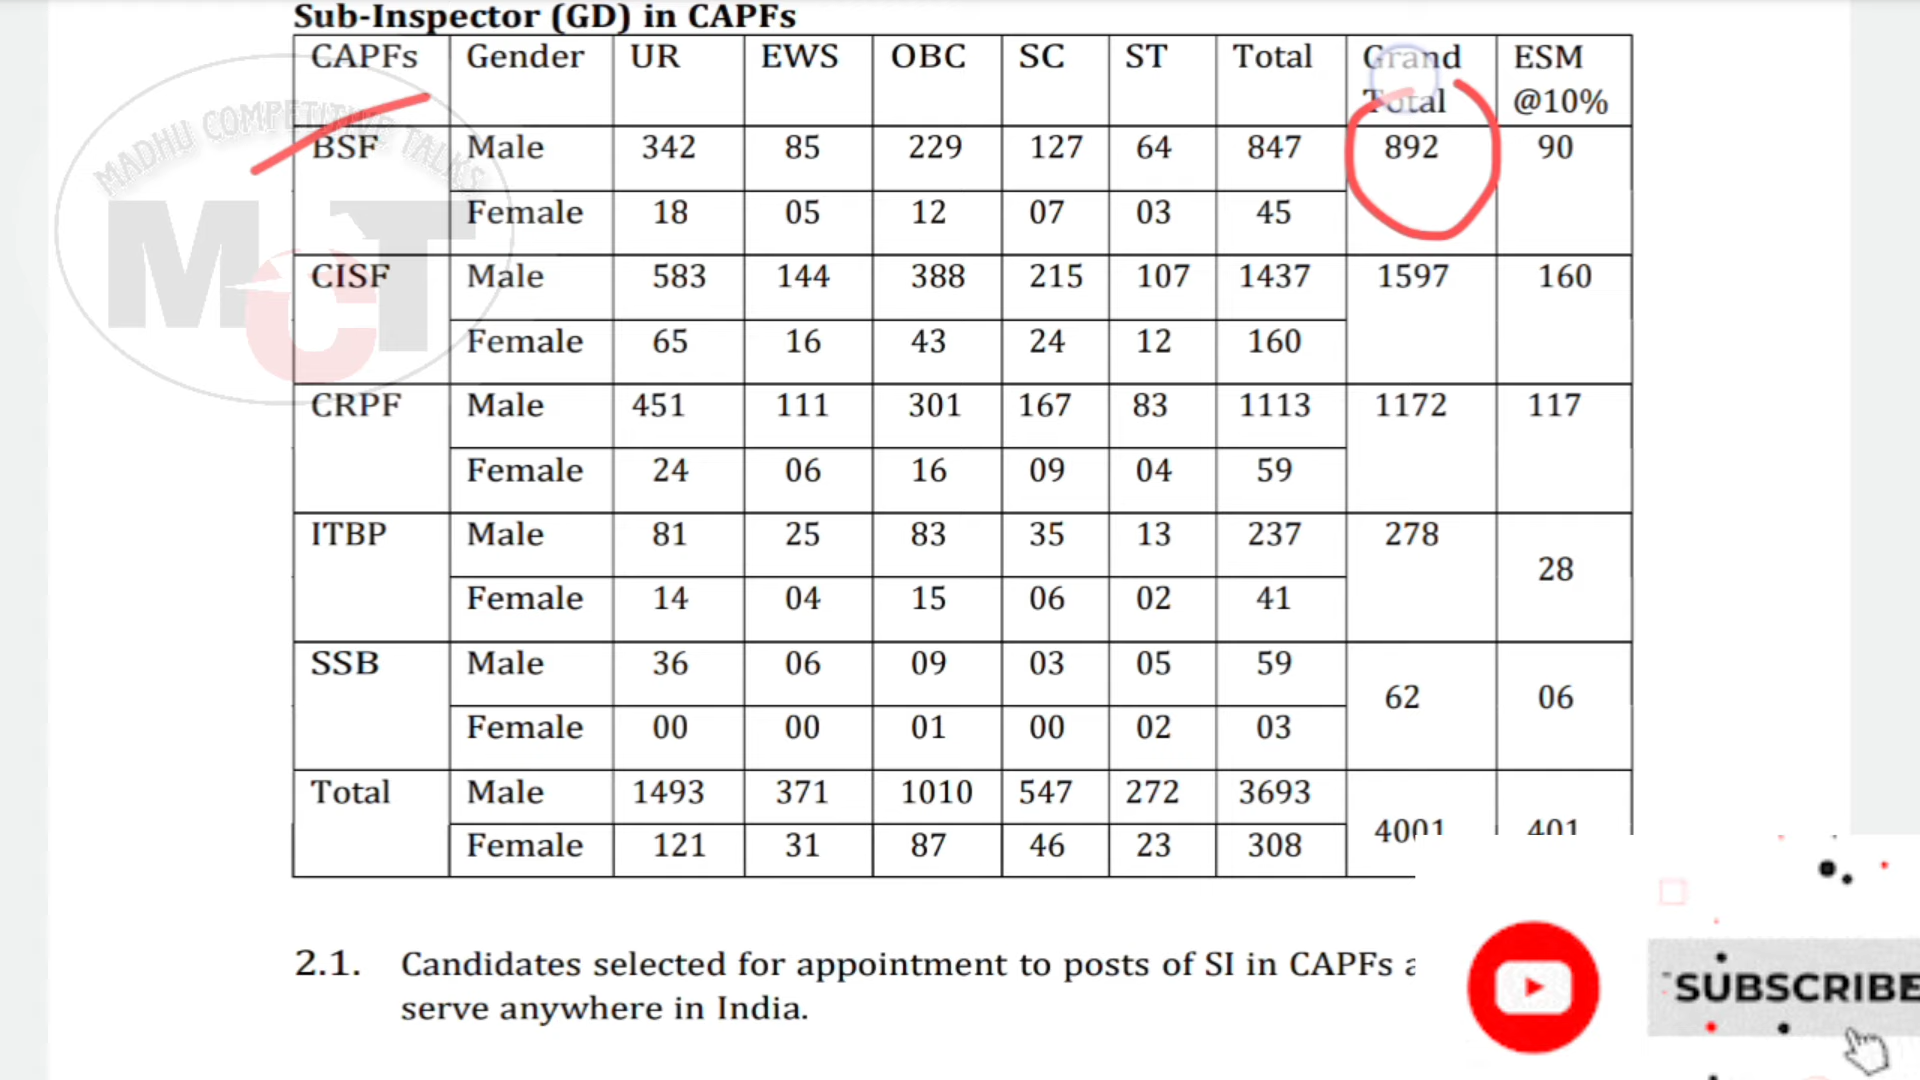 Sub-Inspector (GD) in CAPFs
CAPFs Gender UR EWS OBC SC ST Total Grand Total ESM @10%
BSF Male 342 85 229 127 64 847 892 90
Female 18 05 12 07 03 45
CISF Male 583 144 388 215 107 1437 1597 160
Female 65 16 43 24 12 160
CRPF Male 451 111 301 167 83 1113 1172 117
Female 24 06 16 09 04 59
ITBP Male 81 25 83 35 13 237 278 28
Female 14 04 15 06 02 41
SSB Male 36 06 09 03 05 59 62 06
Female 00 00 01 00 02 03
Total Male 1493 371 1010 547 272 3693 4001 401
Female 121 31 87 46 23 308
2.1. Candidates selected for appointment to posts of SI in CAPFs a
serve anywhere in India.
MADHU COMPETITIVE TALKS
MCT
SUBSCRIBE